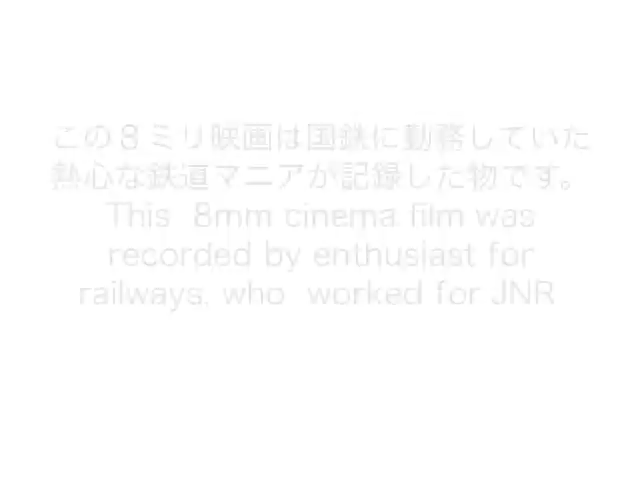 この８ミリ映画は国鉄に勤務していた
熱心な鉄道マニアが記録した物です。
This 8mm cinema film was
recorded by enthusiast for
railways, who worked for JNR